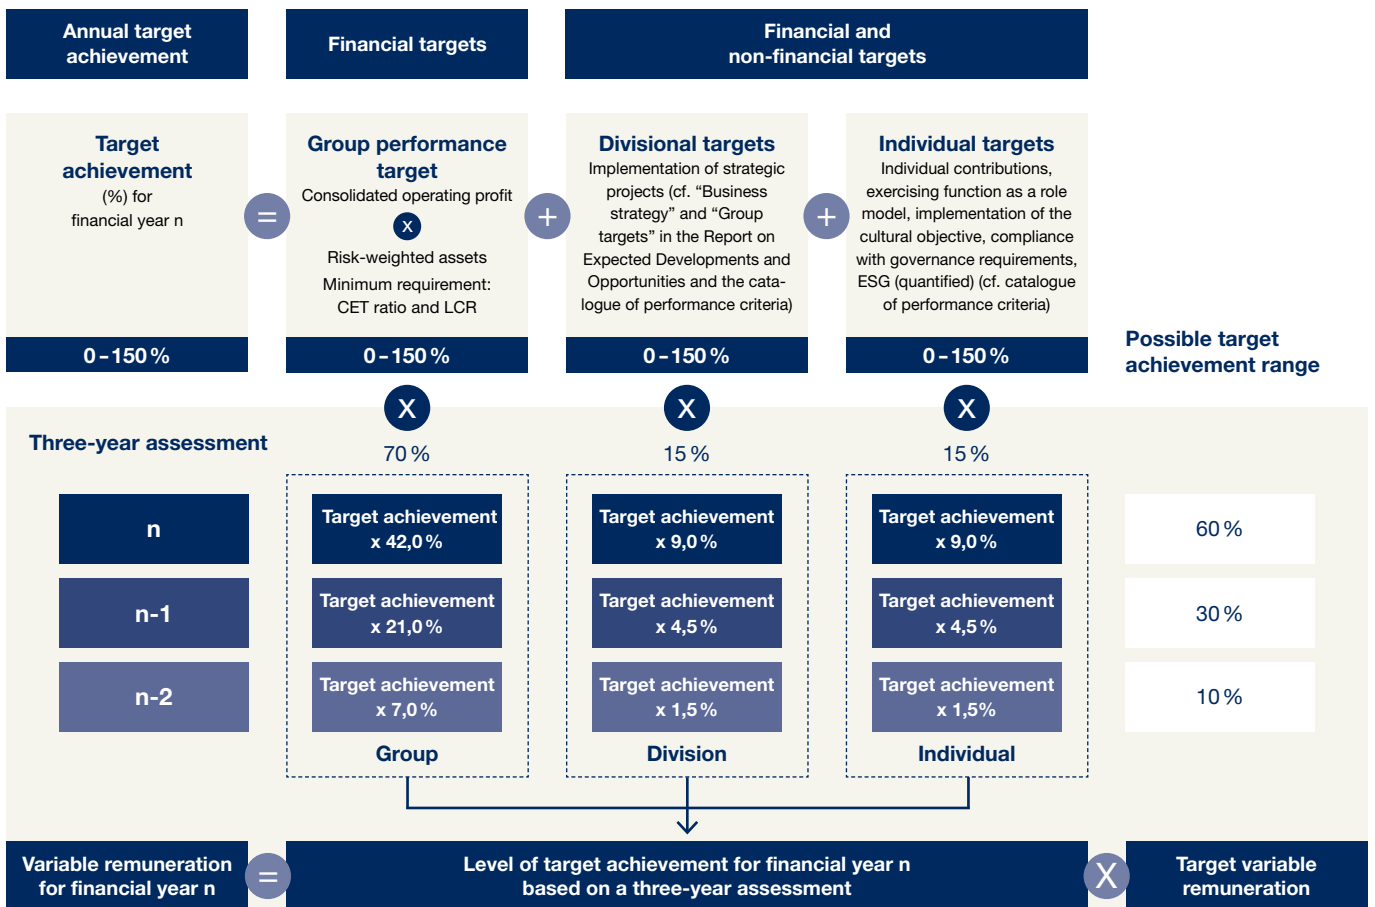 Annual target
achievement
Financial targets
Financial and
non-financial targets
Target
achievement
(%) for
financial year n
=
Group performance
target
Consolidated operating profit
x
Risk-weighted assets
Minimum requirement:
CET ratio and LCR
+
Divisional targets
Implementation of strategic
projects (cf. “Business
strategy” and “Group
targets” in the Report on
Expected Developments and
Opportunities and the cata-
logue of performance criteria)
+
Individual targets
Individual contributions,
exercising function as a role
model, implementation of the
cultural objective, compliance
with governance requirements,
ESG (quantified) (cf. catalogue
of performance criteria)
0–150 %
0–150 %
0–150 %
0–150 %
Possible target
achievement range
X
X
X
Three-year assessment
70 %
15 %
15 %
n
Target achievement
x 42,0 %
Target achievement
x 9,0 %
Target achievement
x 9,0 %
60 %
n-1
Target achievement
x 21,0 %
Target achievement
x 4,5 %
Target achievement
x 4,5 %
30 %
n-2
Target achievement
x 7,0 %
Target achievement
x 1,5 %
Target achievement
x 1,5%
10 %
Group
Division
Individual
Variable remuneration
for financial year n
=
Level of target achievement for financial year n
based on a three-year assessment
X
Target variable
remuneration